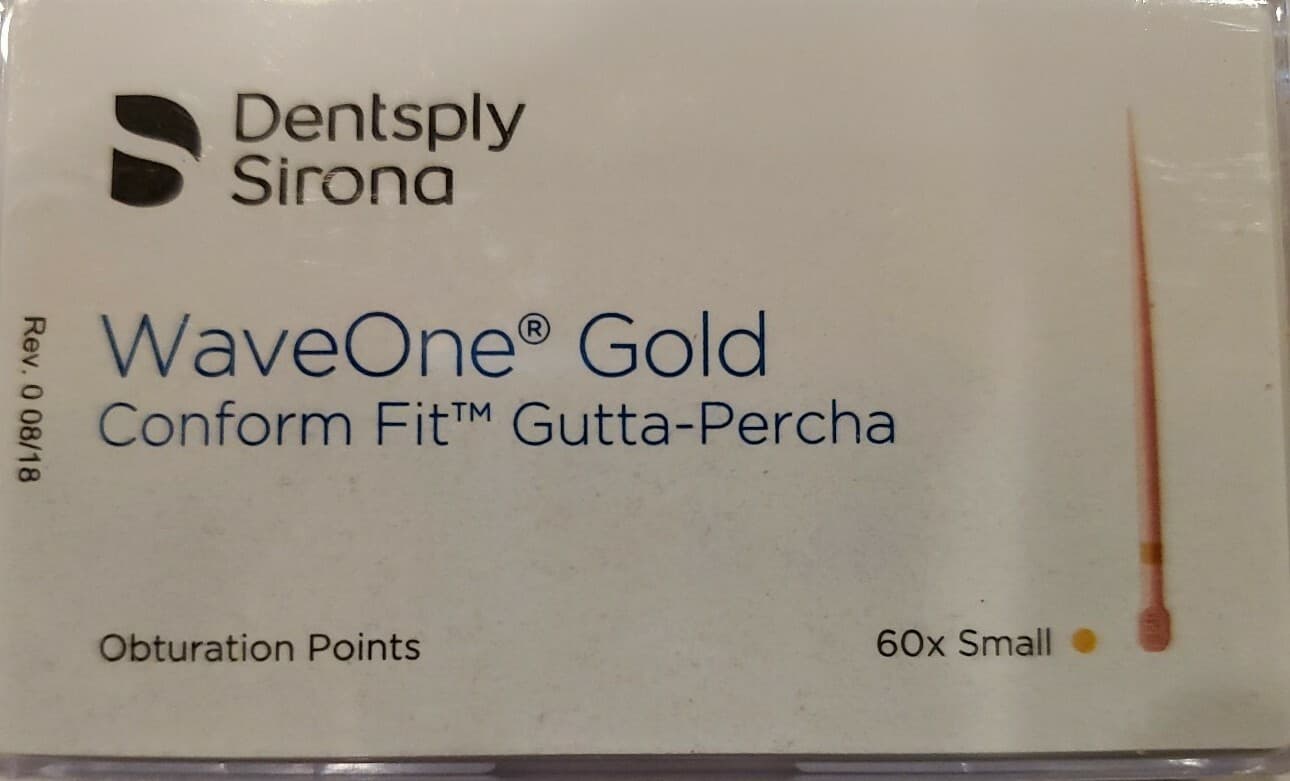 Dentsply
Sirona
WaveOne® Gold
Conform Fit™ Gutta-Percha
Rev. 0 08/18
Obturation Points
60x Small